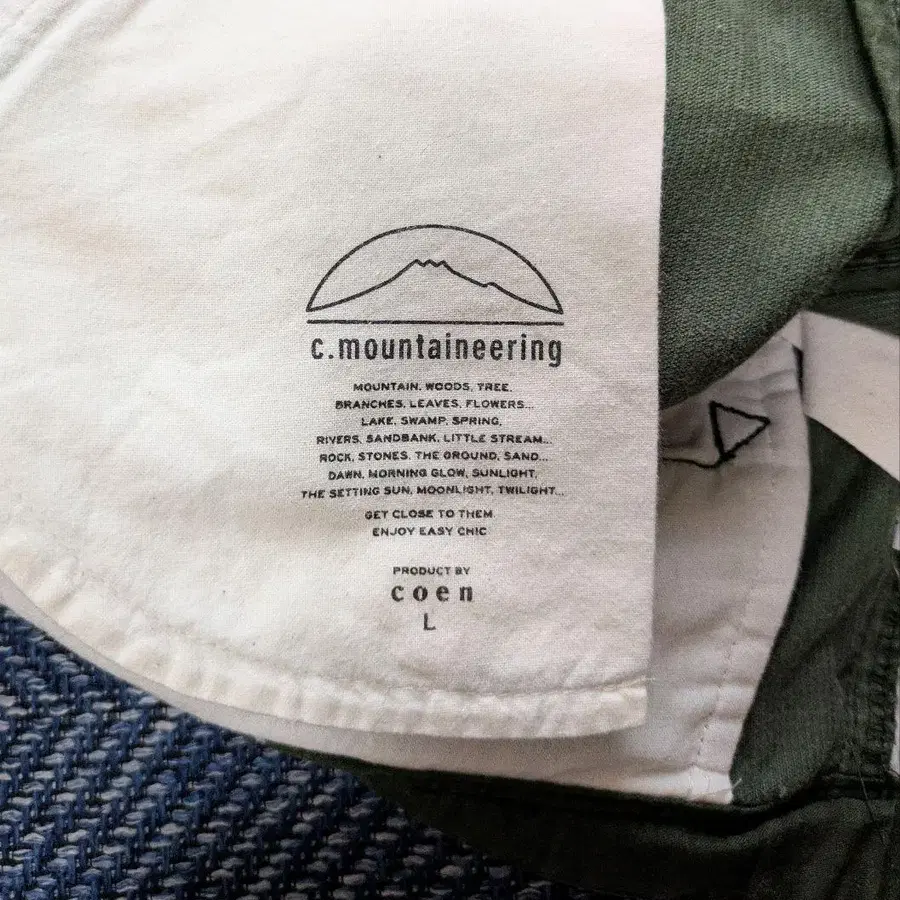 c.mountaineering
MOUNTAIN, WOODS, TREE,
BRANCHES, LEAVES, FLOWERS...
LAKE, SWAMP, SPRING,
RIVERS, SANDBANK, LITTLE STREAM...
ROCK, STONES, THE GROUND, SAND...
DAWN, MORNING GLOW, SUNLIGHT,
THE SETTING SUN, MOONLIGHT, TWILIGHT...
GET CLOSE TO THEM
ENJOY EASY CHIC
PRODUCT BY
coen
L